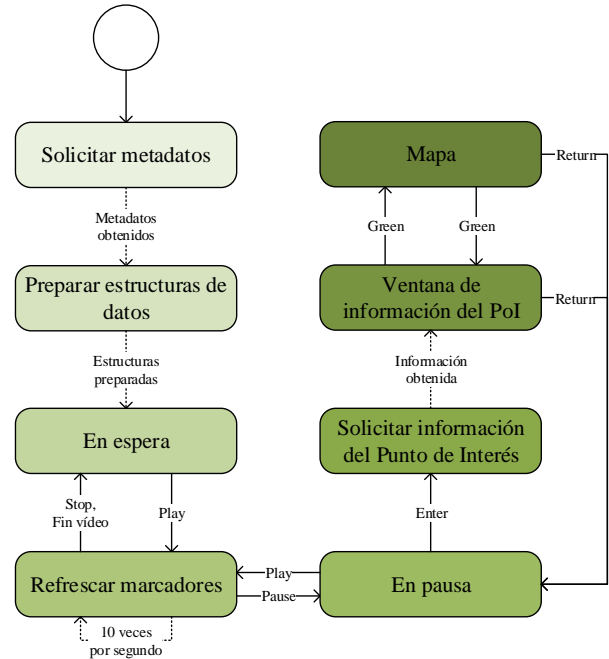 Solicitar metadatos
Metadatos
obtenidos
Preparar estructuras de
datos
Estructuras
preparadas
En espera
Stop,
Fin vídeo
Play
Refrescar marcadores
10 veces
por segundo
Play
Pause
Mapa
Return
Green
Green
Ventana de
información del PoI
Return
Información
obtenida
Solicitar información
del Punto de Interés
Enter
En pausa